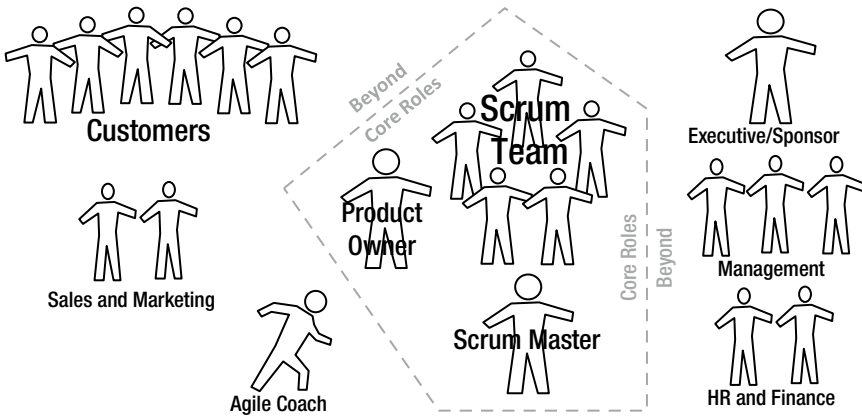 Customers
Beyond
Core Roles
Scrum
Team
Executive/Sponsor
Product
Owner
Core Roles
Beyond
Management
Sales and Marketing
Scrum Master
Agile Coach
HR and Finance